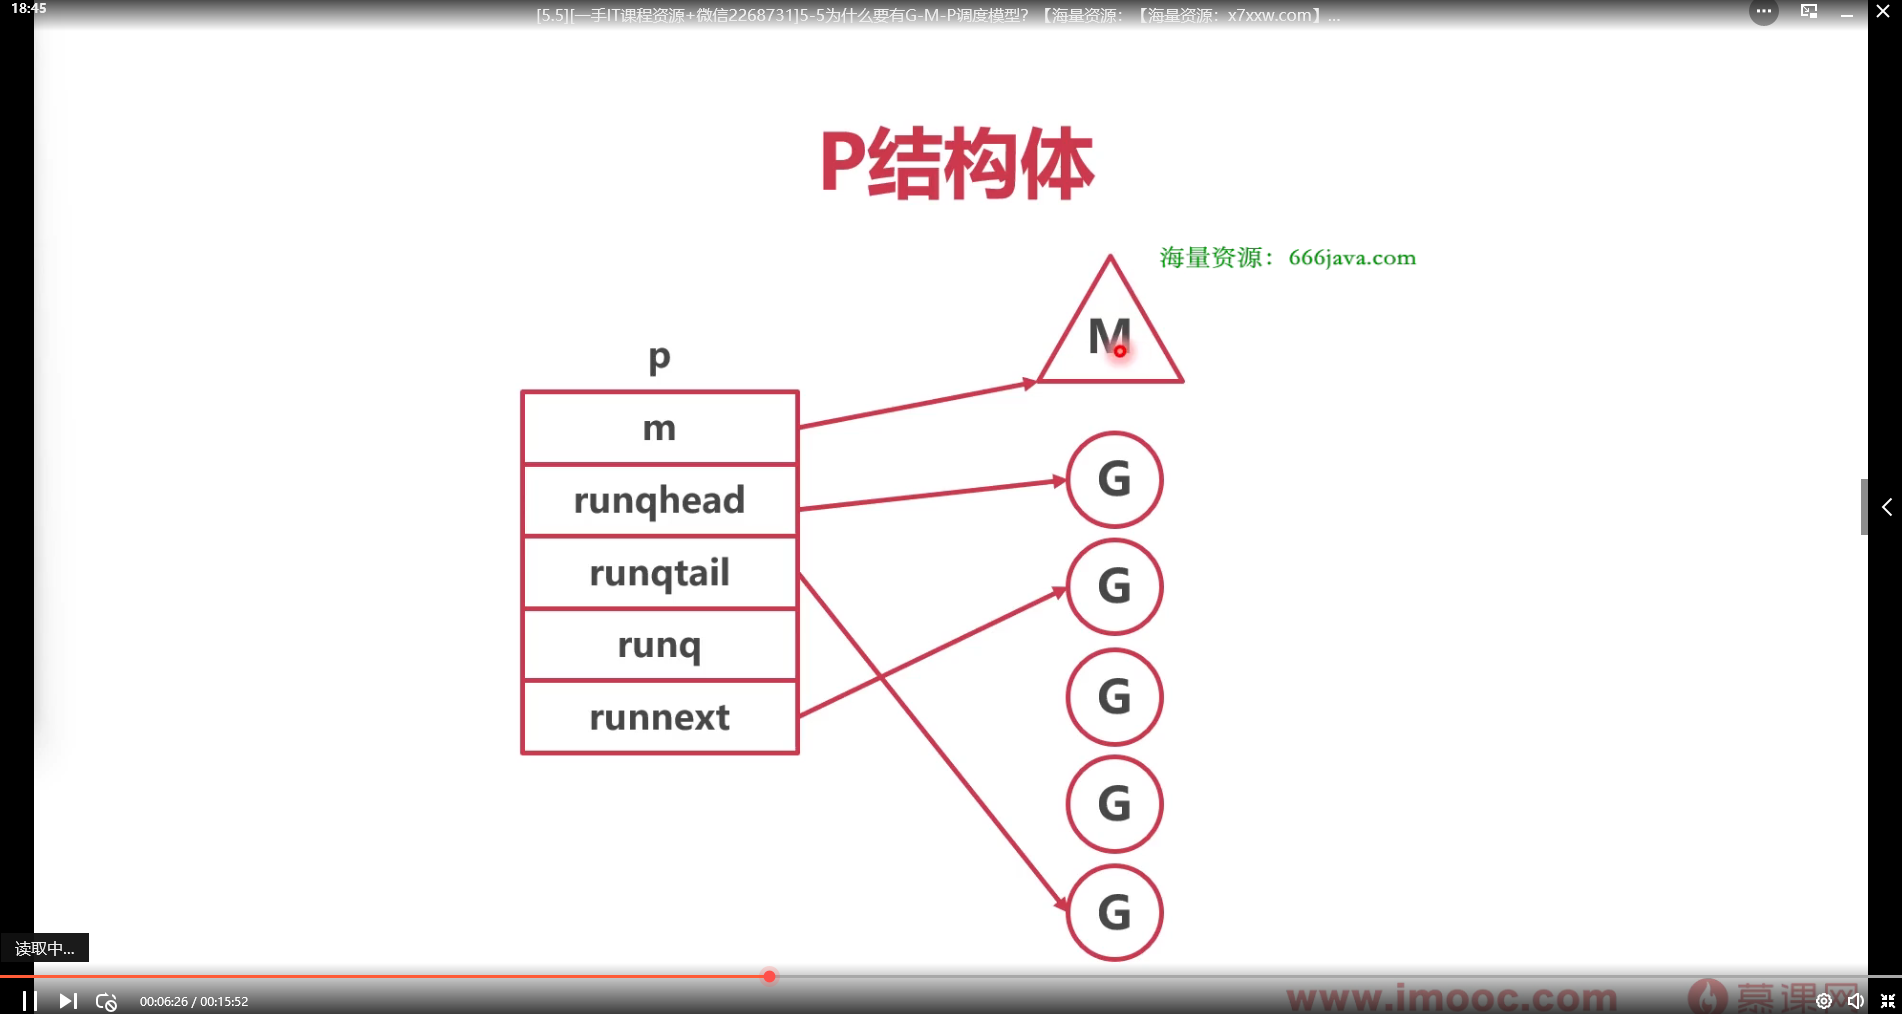 18:45
[5.5][一手IT课程资源+微信2268731]5-5为什么要有G-M-P调度模型？【海量资源：【海量资源：x7xxw.com】...
P结构体
海量资源：666java.com
M
p
m
runqhead
runqtail
runq
runnext
G
G
G
G
G
读取中...
00:06:26 / 00:15:52
www.imooc.com
慕课网